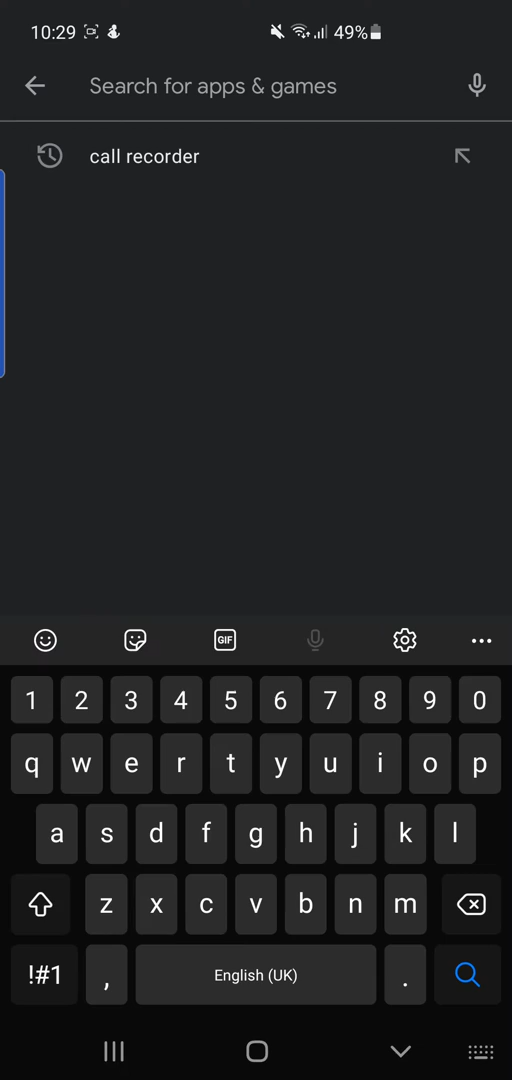 10:29 49%
Search for apps & games
call recorder
GIF
1 2 3 4 5 6 7 8 9 0
q w e r t y u i o p
a s d f g h j k l
z x c v b n m
!#1 , English (UK) .